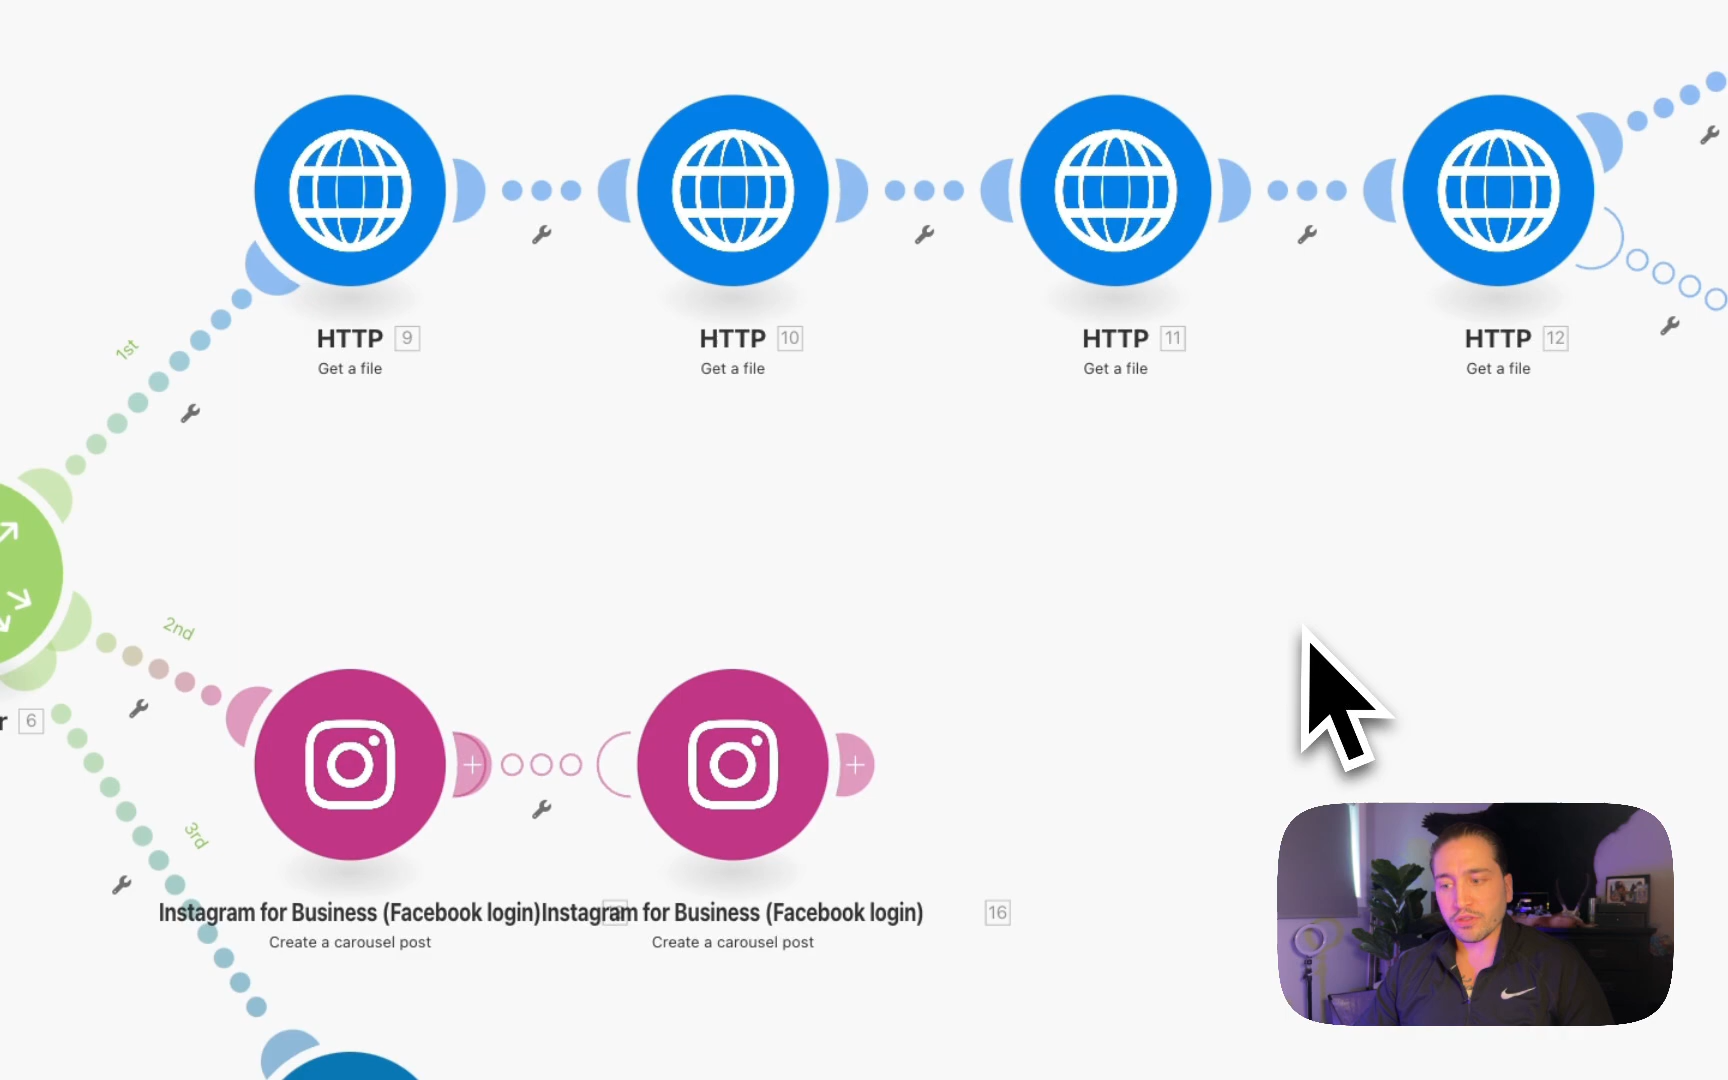 HTTP 9
Get a file
HTTP 10
Get a file
HTTP 11
Get a file
HTTP 12
Get a file
1st
2nd
3rd
r 6
Instagram for Business (Facebook login)
Create a carousel post
Instagram for Business (Facebook login) 16
Create a carousel post